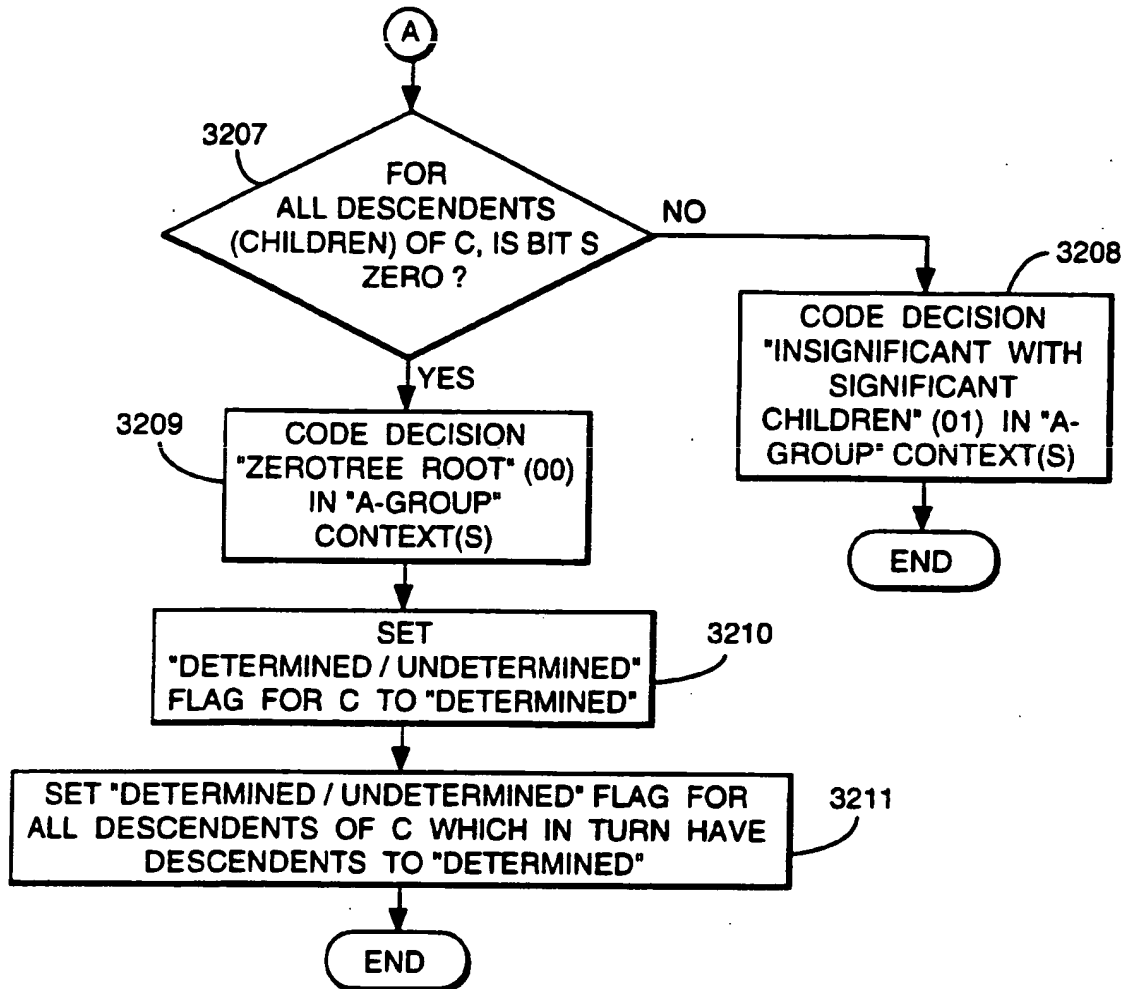 A
3207
FOR
ALL DESCENDENTS
(CHILDREN) OF C, IS BIT S
ZERO ?
NO
3208
CODE DECISION
"INSIGNIFICANT WITH
SIGNIFICANT
CHILDREN" (01) IN "A-
GROUP" CONTEXT(S)
END
YES
3209
CODE DECISION
"ZEROTREE ROOT" (00)
IN "A-GROUP"
CONTEXT(S)
3210
SET
"DETERMINED / UNDETERMINED"
FLAG FOR C TO "DETERMINED"
3211
SET "DETERMINED / UNDETERMINED" FLAG FOR
ALL DESCENDENTS OF C WHICH IN TURN HAVE
DESCENDENTS TO "DETERMINED"
END